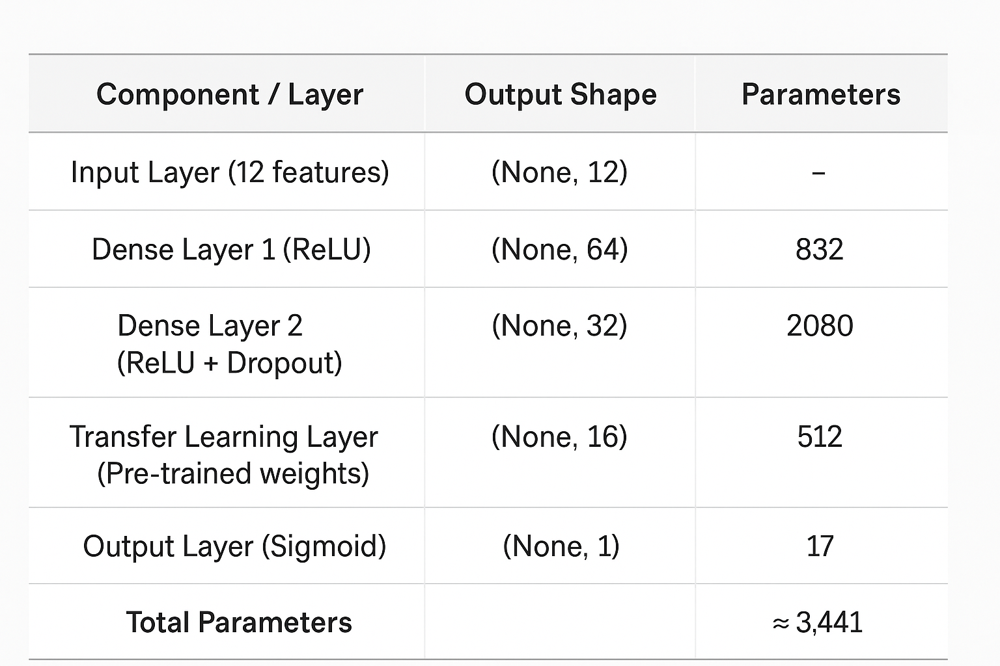 Component / Layer Output Shape Parameters
Input Layer (12 features) (None, 12) –
Dense Layer 1 (ReLU) (None, 64) 832
Dense Layer 2 (None, 32) 2080
(ReLU + Dropout)
Transfer Learning Layer (None, 16) 512
(Pre-trained weights)
Output Layer (Sigmoid) (None, 1) 17
Total Parameters ≈ 3,441